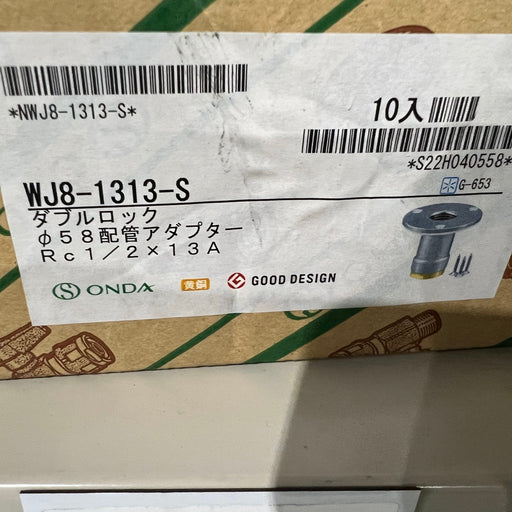 *NWJ8-1313-S*
10入
*S22H040558*
WJ8-1313-S
G-653
ダブルロック
φ58配管アダプター
Rc1/2×13A
ONDA 黄銅 GOOD DESIGN